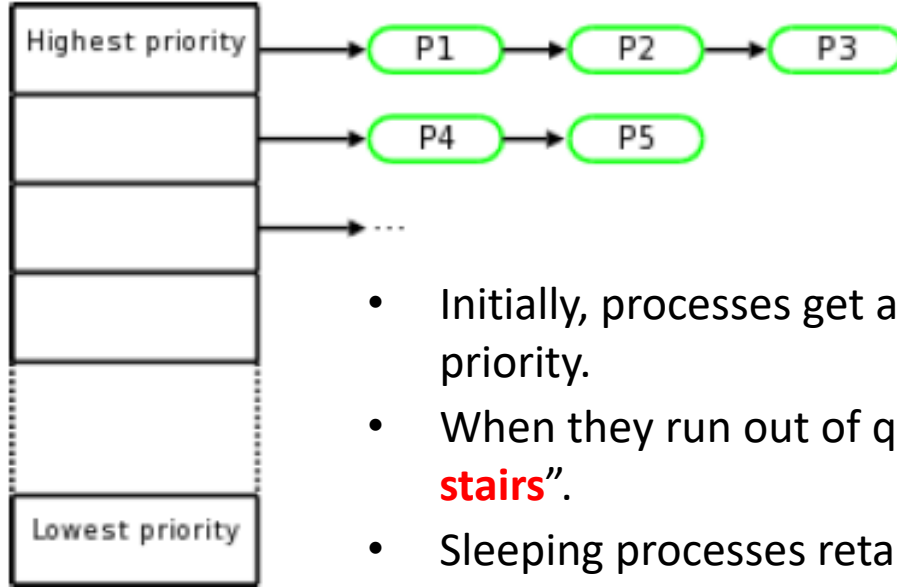 Highest priority
P1 P2 P3
P4 P5
...
• Initially, processes get a
priority.
• When they run out of q
stairs”.
• Sleeping processes reta
Lowest priority